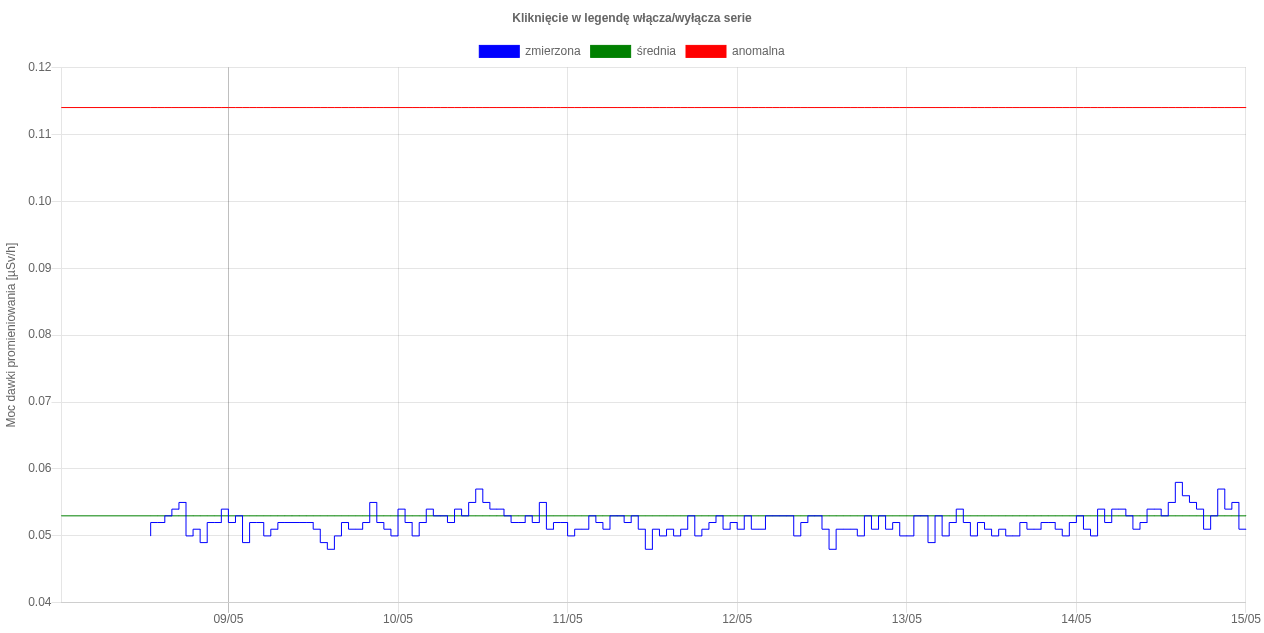 Kliknięcie w legendę włącza/wyłącza serie
zmierzona średnia anomalna
Moc dawki promieniowania [µSv/h]
0.12
0.11
0.10
0.09
0.08
0.07
0.06
0.05
0.04
09/05 10/05 11/05 12/05 13/05 14/05 15/05